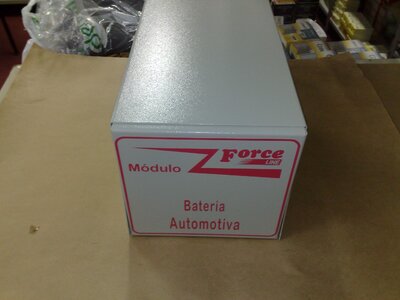 Módulo Force
LINE
Bateria
Automotiva